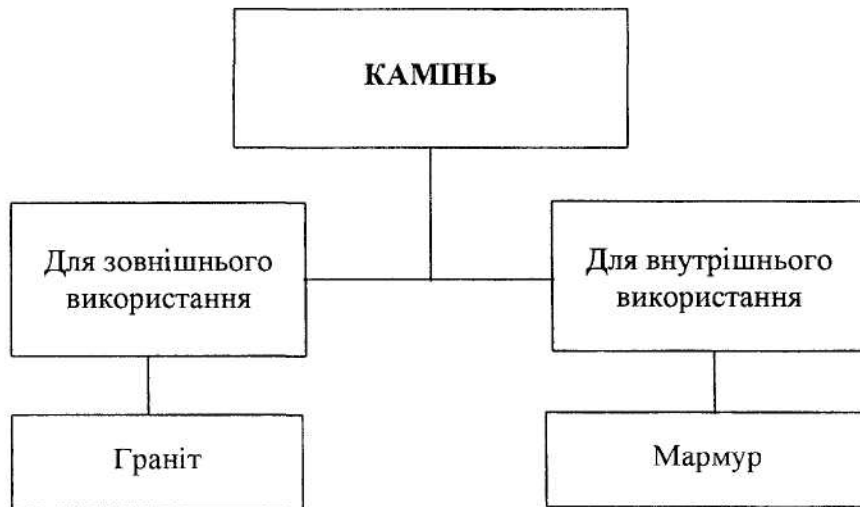 КАМІНЬ
Для зовнішнього
використання
Для внутрішнього
використання
Граніт
Мармур